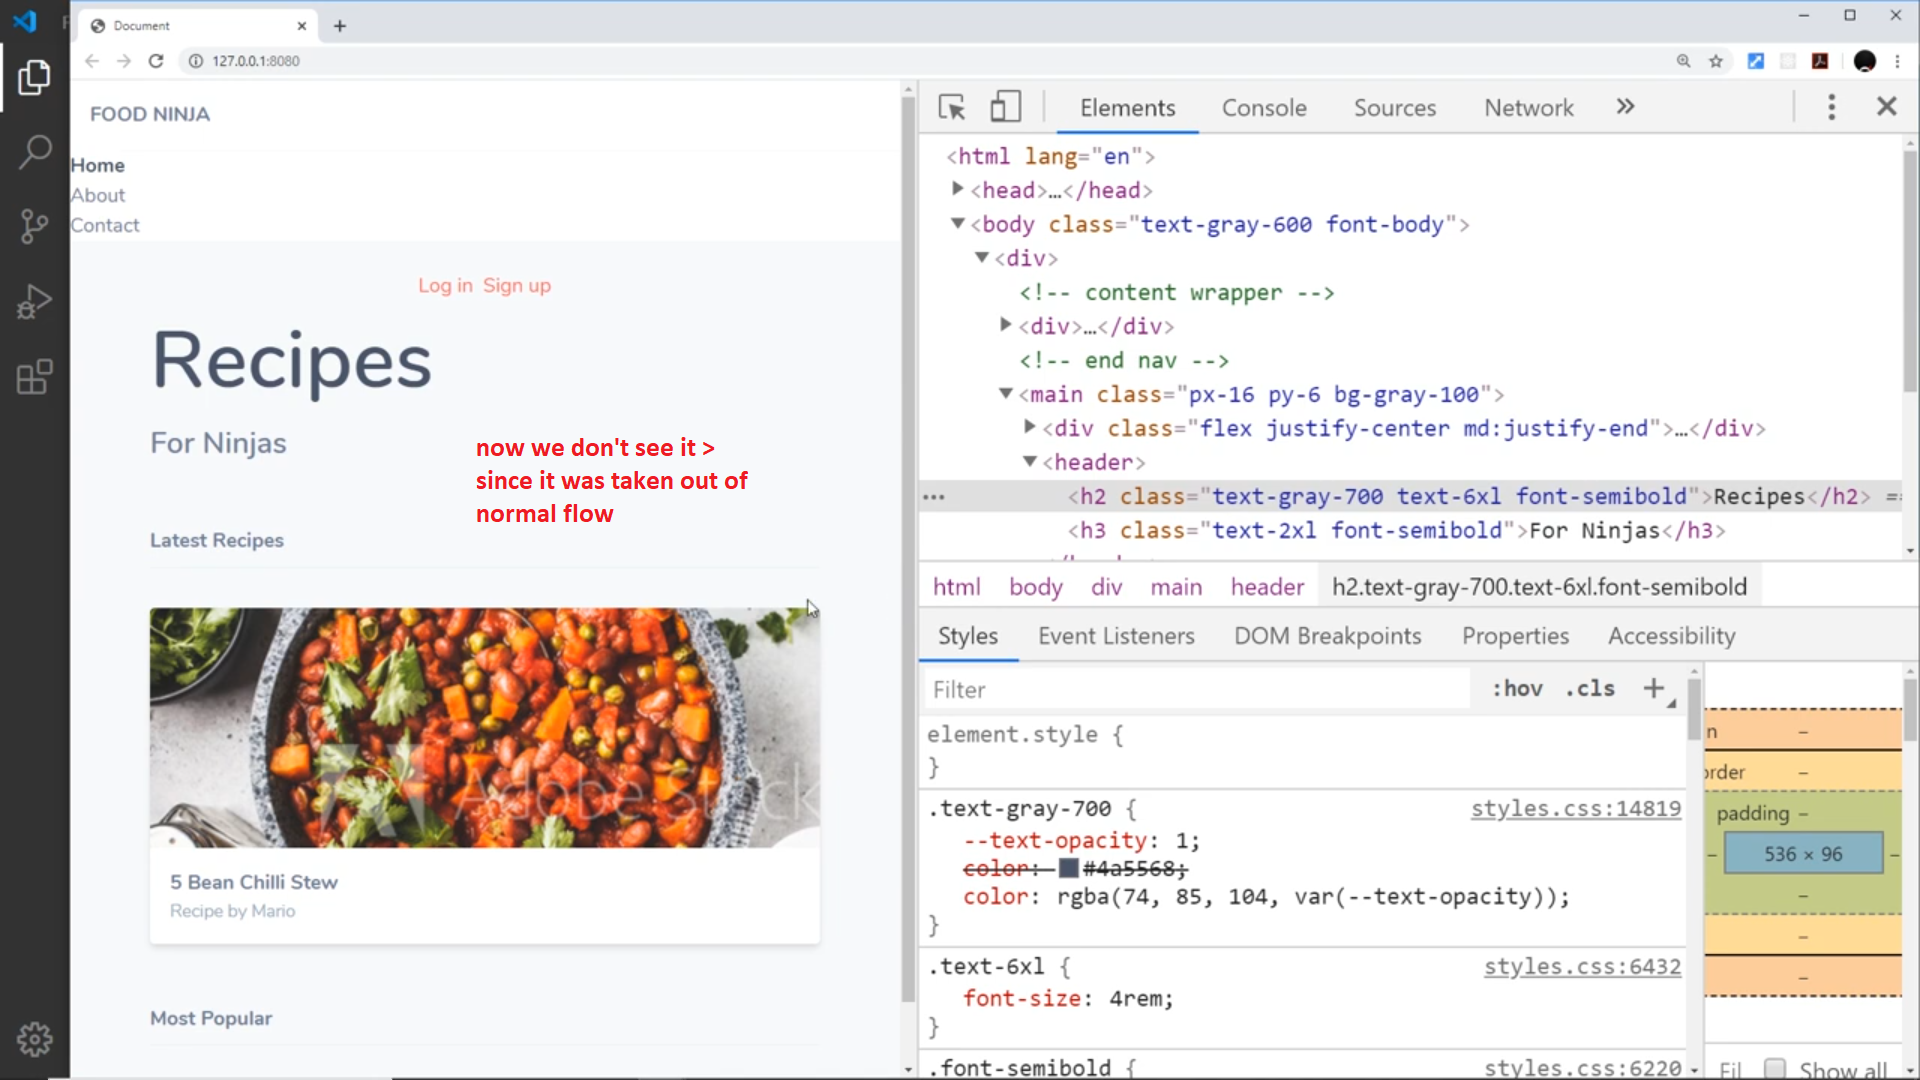 Document
127.0.0.1:8080
FOOD NINJA
Home
About
Contact
Log in Sign up
Recipes
For Ninjas
now we don't see it >
since it was taken out of
normal flow
Latest Recipes
Adobe Stock
5 Bean Chilli Stew
Recipe by Mario
Most Popular
Elements Console Sources Network »
<html lang="en">
<head>…</head>
<body class="text-gray-600 font-body">
<div>
<!-- content wrapper -->
<div>…</div>
<!-- end nav -->
<main class="px-16 py-6 bg-gray-100">
<div class="flex justify-center md:justify-end">…</div>
<header>
<h2 class="text-gray-700 text-6xl font-semibold">Recipes</h2> ==
<h3 class="text-2xl font-semibold">For Ninjas</h3>
html body div main header h2.text-gray-700.text-6xl.font-semibold
Styles Event Listeners DOM Breakpoints Properties Accessibility
Filter :hov .cls +
element.style {
}
.text-gray-700 { styles.css:14819
--text-opacity: 1;
color: #4a5568;
color: rgba(74, 85, 104, var(--text-opacity));
}
.text-6xl { styles.css:6432
font-size: 4rem;
}
.font-semibold { styles.css:6220
n –
order –
padding –
– 536 × 96 –
–
–
–
Fil Show all